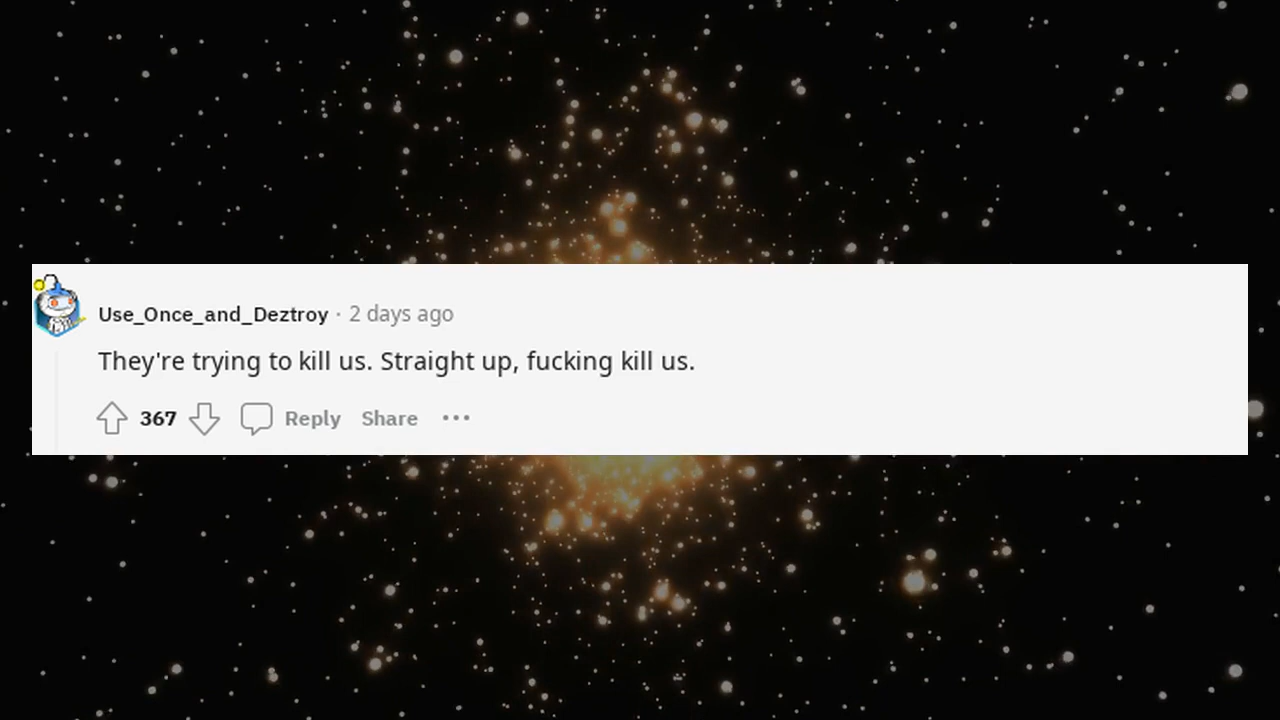 Use_Once_and_Deztroy · 2 days ago
They're trying to kill us. Straight up, fucking kill us.
367 Reply Share ···